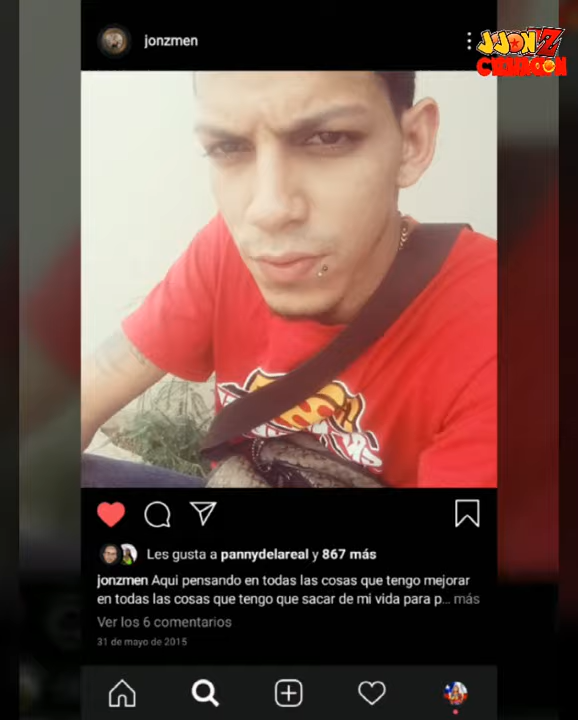 jonzmen
JJONZ
Les gusta a pannydelareal y 867 más
jonzmen Aqui pensando en todas las cosas que tengo mejorar
en todas las cosas que tengo que sacar de mi vida para p... más
Ver los 6 comentarios
31 de mayo de 2015